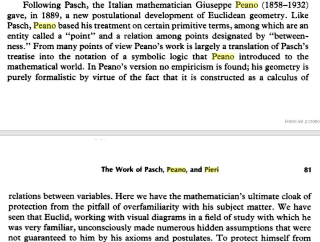 Following Pasch, the Italian mathematician Giuseppe Peano (1858–1932)
gave, in 1889, a new postulational development of Euclidean geometry. Like
Pasch, Peano based his treatment on certain primitive terms, among which are an
entity called a “point” and a relation among points designated by “between-
ness.” From many points of view Peano's work is largely a translation of Pasch's
treatise into the notation of a symbolic logic that Peano introduced to the
mathematical world. In Peano's version no empiricism is found; his geometry is
purely formalistic by virtue of the fact that it is constructed as a calculus of
The Work of Pasch, Peano, and Pieri 81
relations between variables. Here we have the mathematician's ultimate cloak of
protection from the pitfall of overfamiliarity with his subject matter. We have
seen that Euclid, working with visual diagrams in a field of study with which he
was very familiar, unconsciously made numerous hidden assumptions that were
not guaranteed to him by his axioms and postulates. To protect himself from